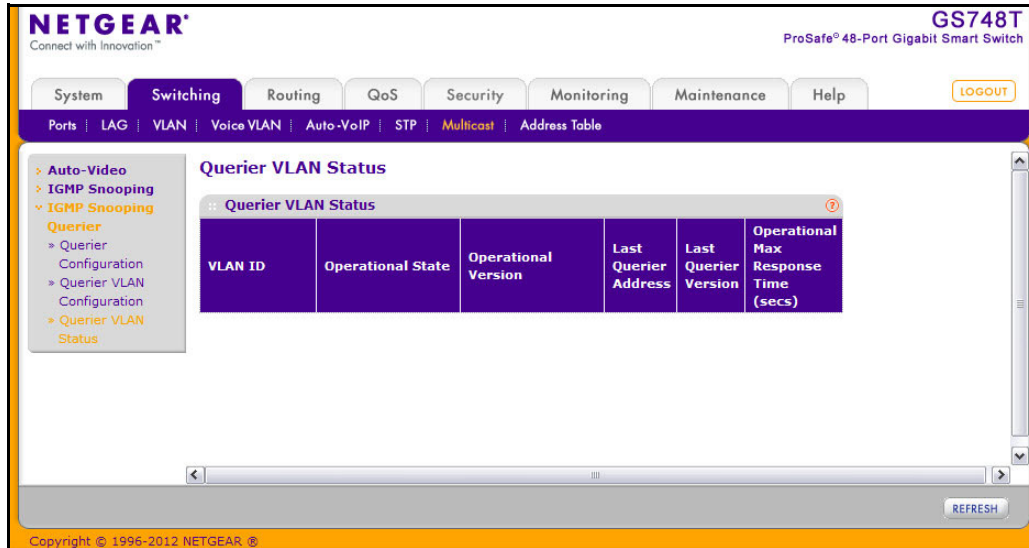 NETGEAR®
Connect with Innovation™
GS748T
ProSafe® 48-Port Gigabit Smart Switch
System Switching Routing QoS Security Monitoring Maintenance Help LOGOUT
Ports LAG VLAN Voice VLAN Auto-VoIP STP Multicast Address Table
Auto-Video
IGMP Snooping
IGMP Snooping
Querier
» Querier
Configuration
» Querier VLAN
Configuration
» Querier VLAN
Status
Querier VLAN Status
Querier VLAN Status ?
VLAN ID
Operational State
Operational
Version
Last
Querier
Address
Last
Querier
Version
Operational
Max
Response
Time
(secs)
REFRESH
Copyright © 1996-2012 NETGEAR ®